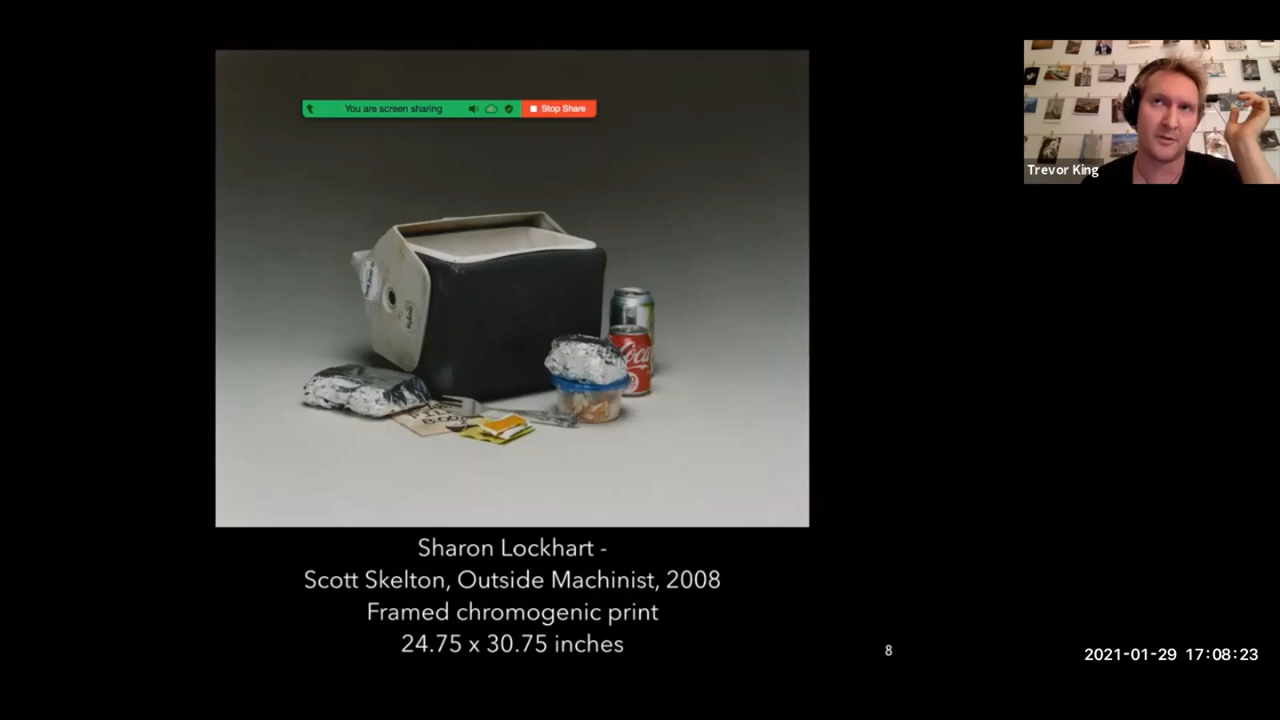 You are screen sharing
Stop Share
Trevor King
Coca
Sharon Lockhart -
Scott Skelton, Outside Machinist, 2008
Framed chromogenic print
24.75 x 30.75 inches
8
2021-01-29 17:08:23